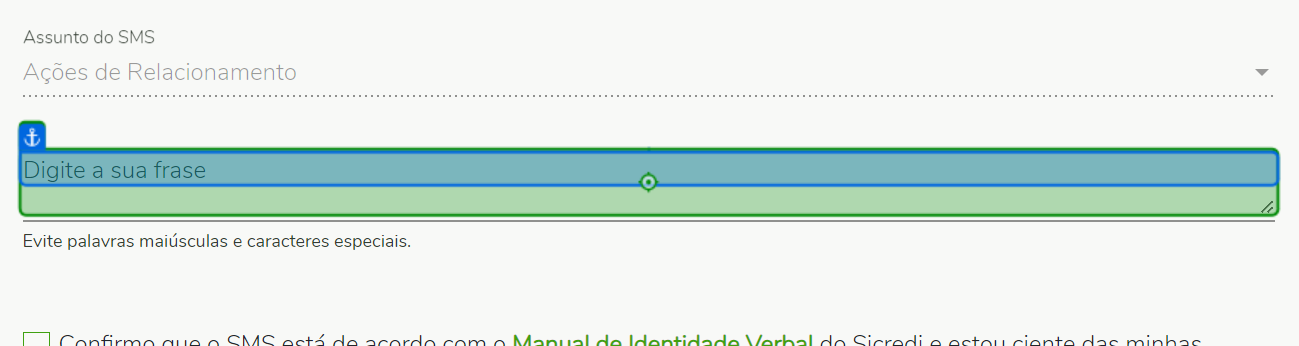 Assunto do SMS
Ações de Relacionamento
Digite a sua frase
Evite palavras maiúsculas e caracteres especiais.
Confirmo que o SMS está de acordo com o Manual de Identidade Verbal do Sicredi e estou ciente das minhas